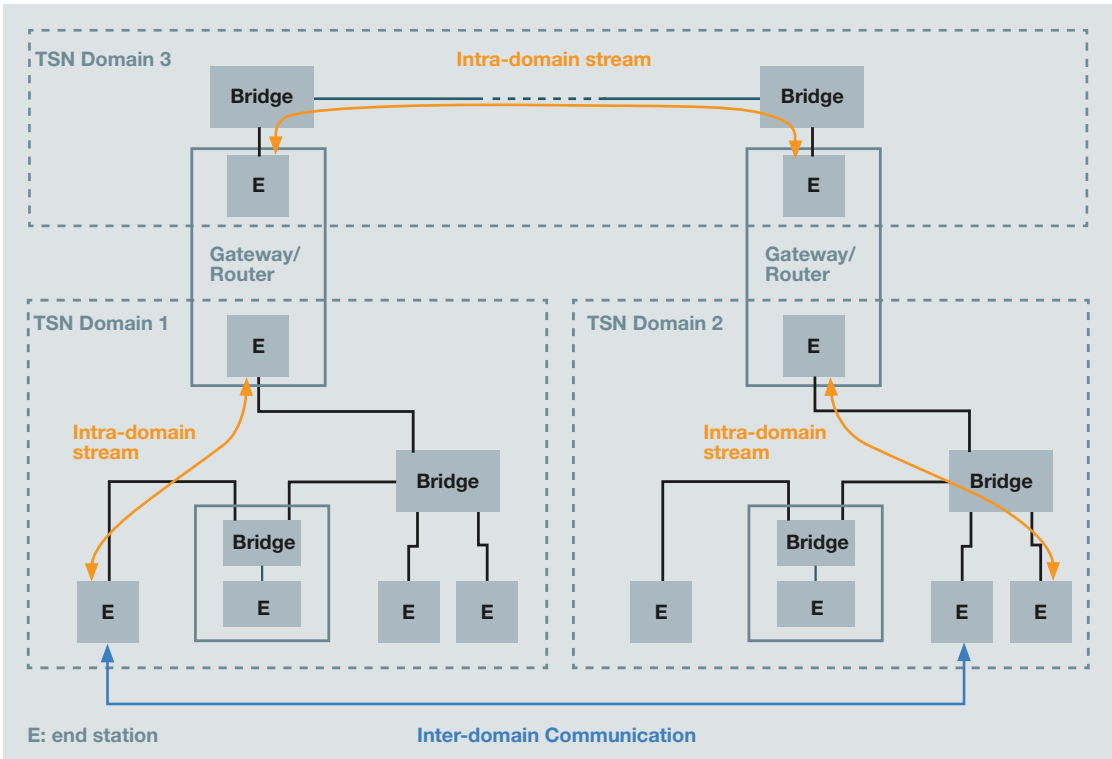 TSN Domain 3
Intra-domain stream
Bridge
Bridge
E
E
Gateway/
Router
Gateway/
Router
TSN Domain 1
TSN Domain 2
E
E
Intra-domain
stream
Intra-domain
stream
Bridge
Bridge
Bridge
Bridge
E
E
E
E
E
E
E
E
E: end station
Inter-domain Communication